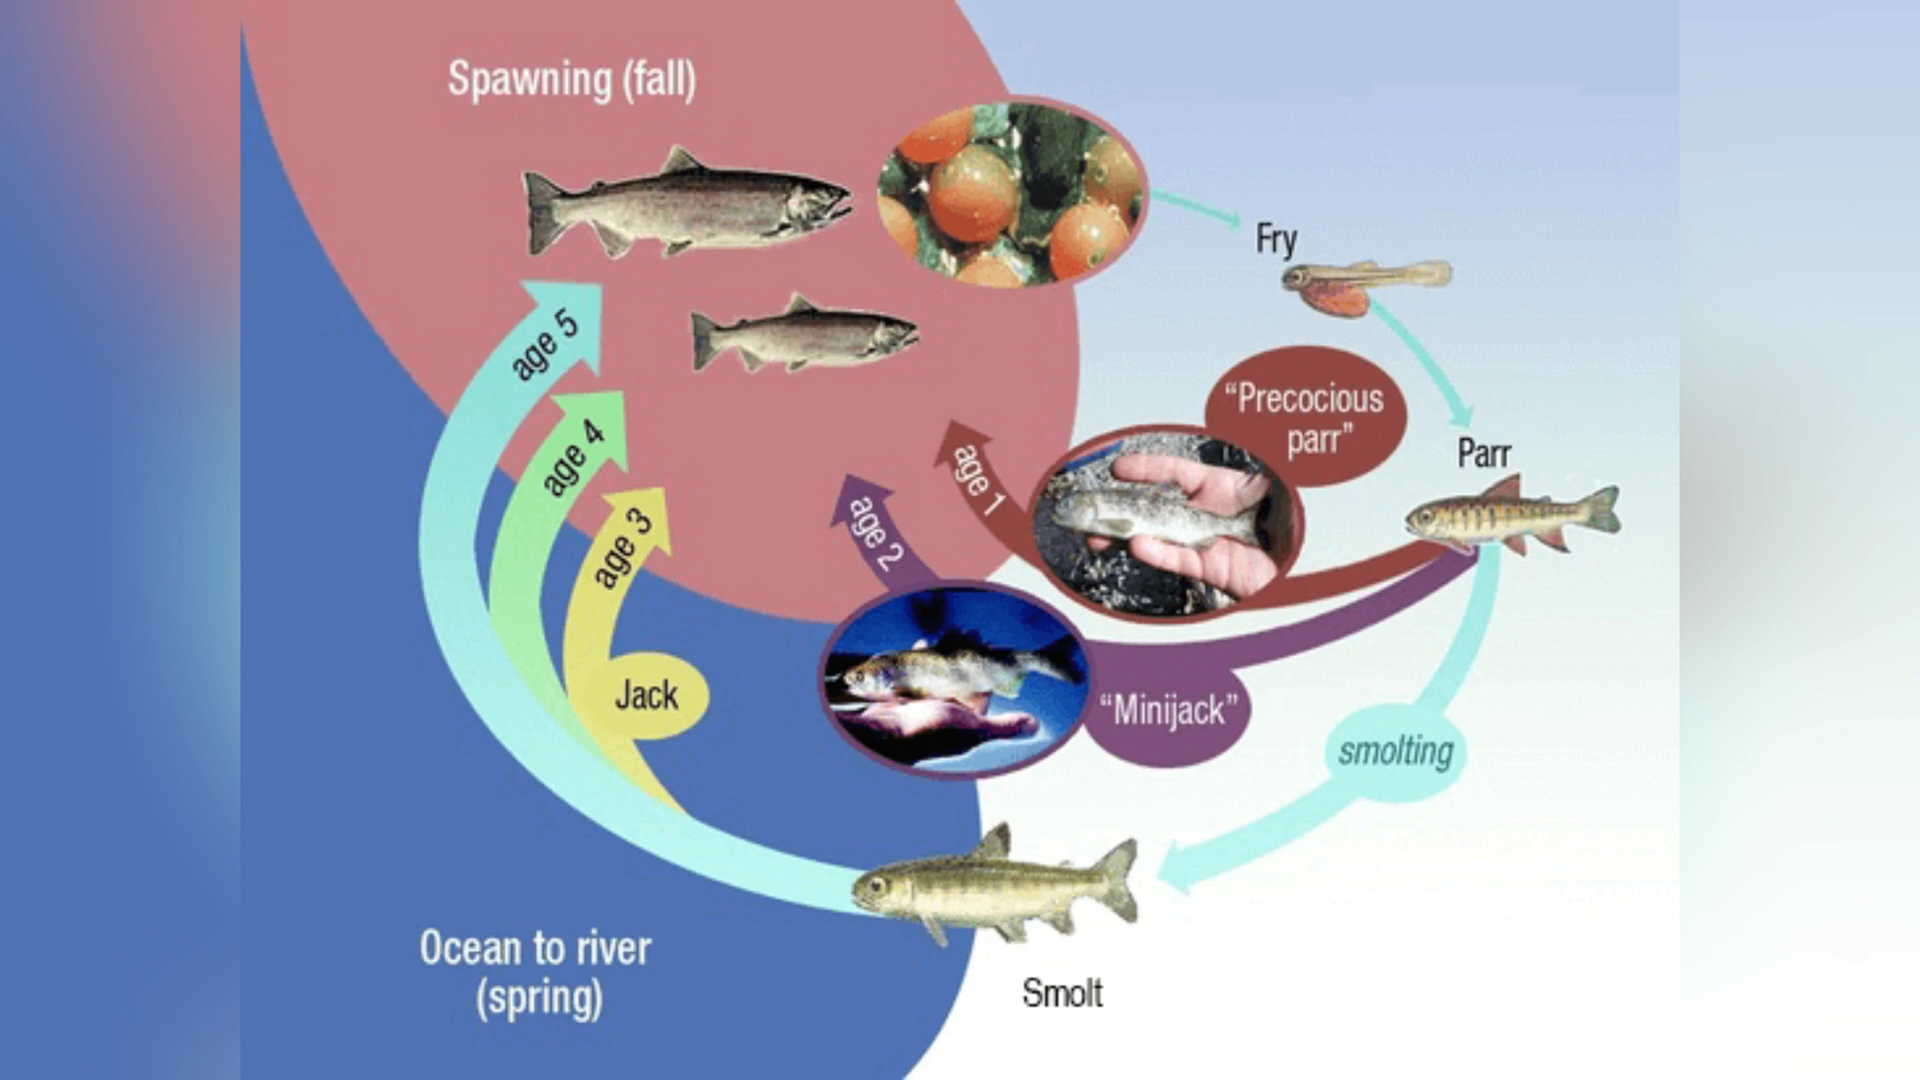 Spawning (fall)
Fry
"Precocious
parr"
Parr
age 5
age 4
age 3
age 2
age 1
Jack
"Minijack"
smolting
Ocean to river
(spring)
Smolt